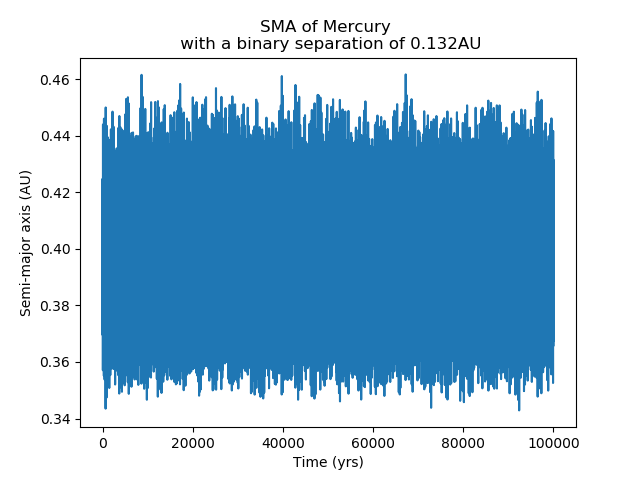 SMA of Mercury
with a binary separation of 0.132AU
0.46
0.44
0.42
0.40
0.38
0.36
0.34
Semi-major axis (AU)
0 20000 40000 60000 80000 100000
Time (yrs)